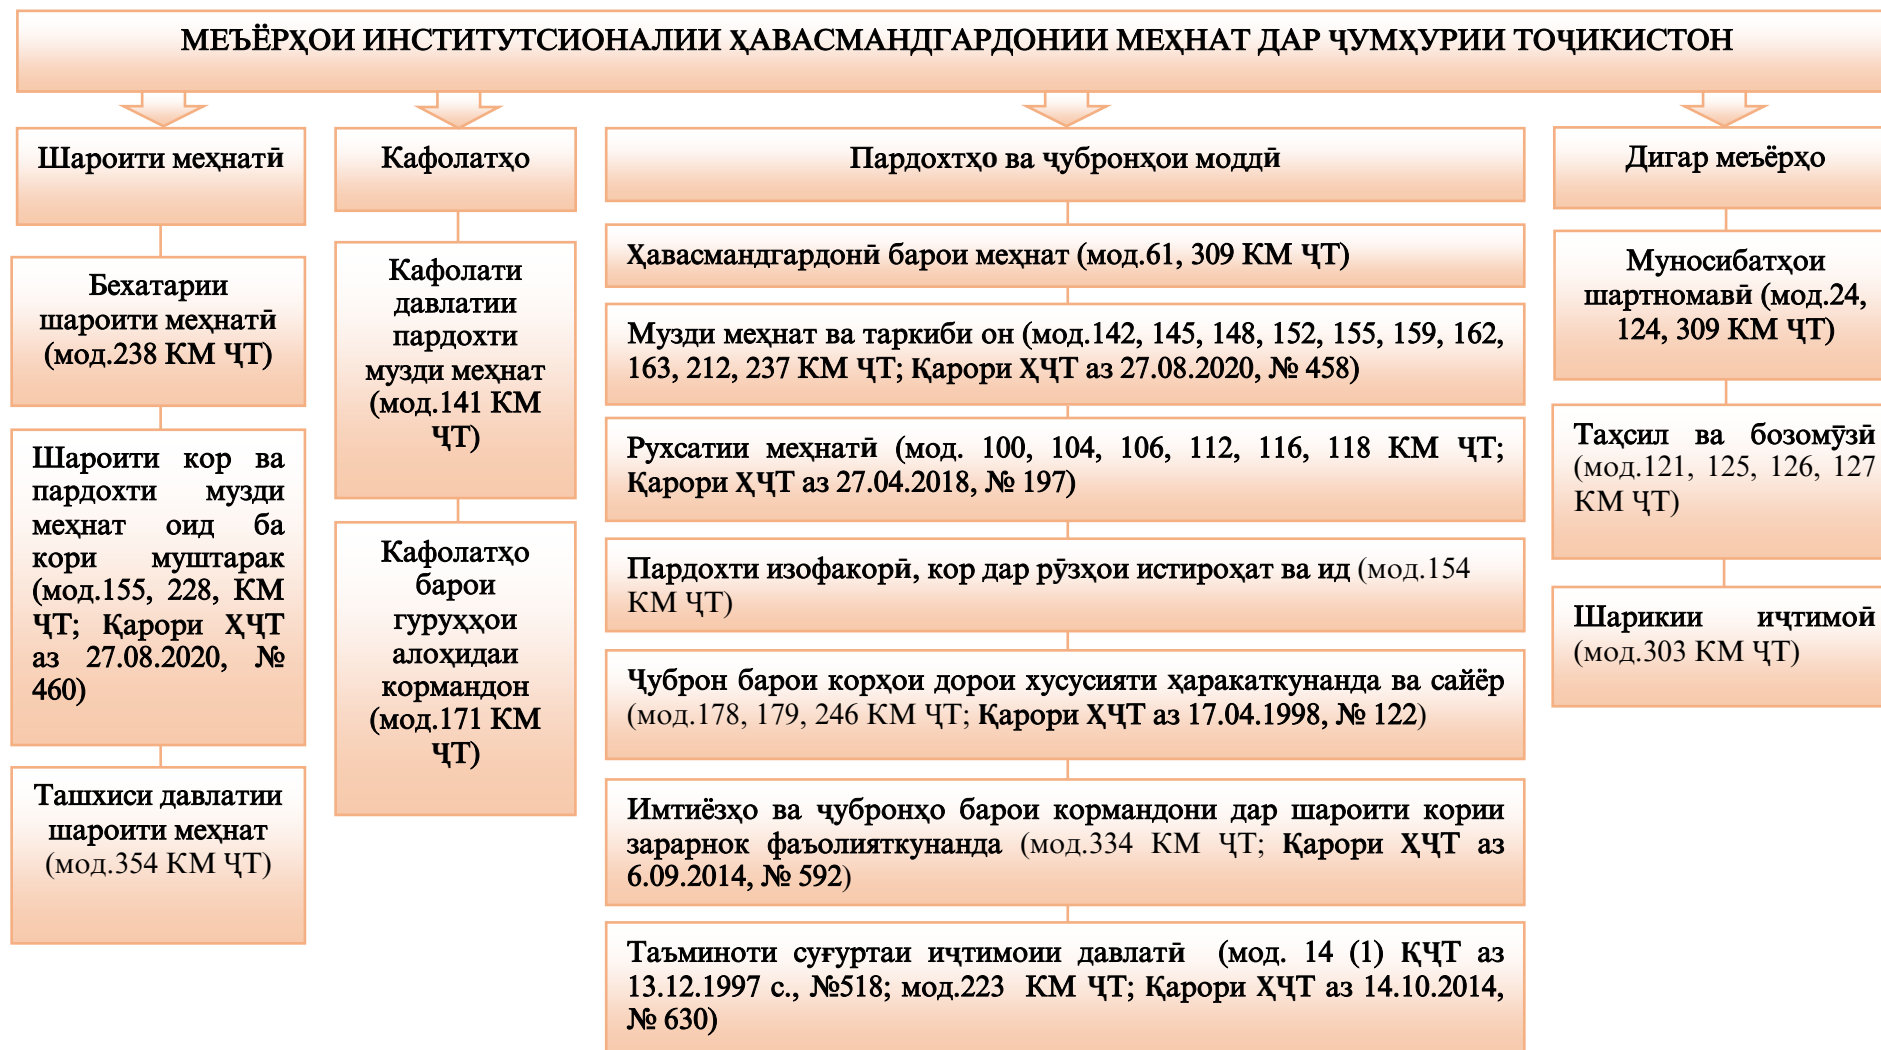 МЕЪЁРҲОИ ИНСТИТУТСИОНАЛИИ ҲАВАСМАНДГАРДОНИИ МЕҲНАТ ДАР ҶУМҲУРИИ ТОҶИКИСТОН
Шароити меҳнатӣ
Бехатарии
шароити меҳнатӣ
(мод.238 КМ ҶТ)
Шароити кор ва
пардохти музди
меҳнат оид ба
кори муштарак
(мод.155, 228, КМ
ҶТ; Қарори ҲҶТ
аз 27.08.2020, №
460)
Ташхиси давлатии
шароити меҳнат
(мод.354 КМ ҶТ)
Кафолатҳо
Кафолати
давлатии
пардохти
музди меҳнат
(мод.141 КМ
ҶТ)
Кафолатҳо
барои
гуруҳҳои
алоҳидаи
кормандон
(мод.171 КМ
ҶТ)
Пардохтҳо ва ҷубронҳои моддӣ
Ҳавасмандгардонӣ барои меҳнат (мод.61, 309 КМ ҶТ)
Музди меҳнат ва таркиби он (мод.142, 145, 148, 152, 155, 159, 162,
163, 212, 237 КМ ҶТ; Қарори ҲҶТ аз 27.08.2020, № 458)
Рухсатии меҳнатӣ (мод. 100, 104, 106, 112, 116, 118 КМ ҶТ;
Қарори ҲҶТ аз 27.04.2018, № 197)
Пардохти изофакорӣ, кор дар рӯзҳои истироҳат ва ид (мод.154
КМ ҶТ)
Ҷуброн барои корҳои дорои хусусияти ҳаракаткунанда ва сайёр
(мод.178, 179, 246 КМ ҶТ; Қарори ҲҶТ аз 17.04.1998, № 122)
Имтиёзҳо ва ҷубронҳо барои кормандони дар шароити кории
зарарнок фаъолияткунанда (мод.334 КМ ҶТ; Қарори ҲҶТ аз
6.09.2014, № 592)
Таъминоти суғуртаи иҷтимоии давлатӣ (мод. 14 (1) ҚҶТ аз
13.12.1997 с., №518; мод.223 КМ ҶТ; Қарори ҲҶТ аз 14.10.2014,
№ 630)
Дигар меъёрҳо
Муносибатҳои
шартномавӣ (мод.24,
124, 309 КМ ҶТ)
Таҳсил ва бозомӯзӣ
(мод.121, 125, 126, 127
КМ ҶТ)
Шарикии иҷтимоӣ
(мод.303 КМ ҶТ)